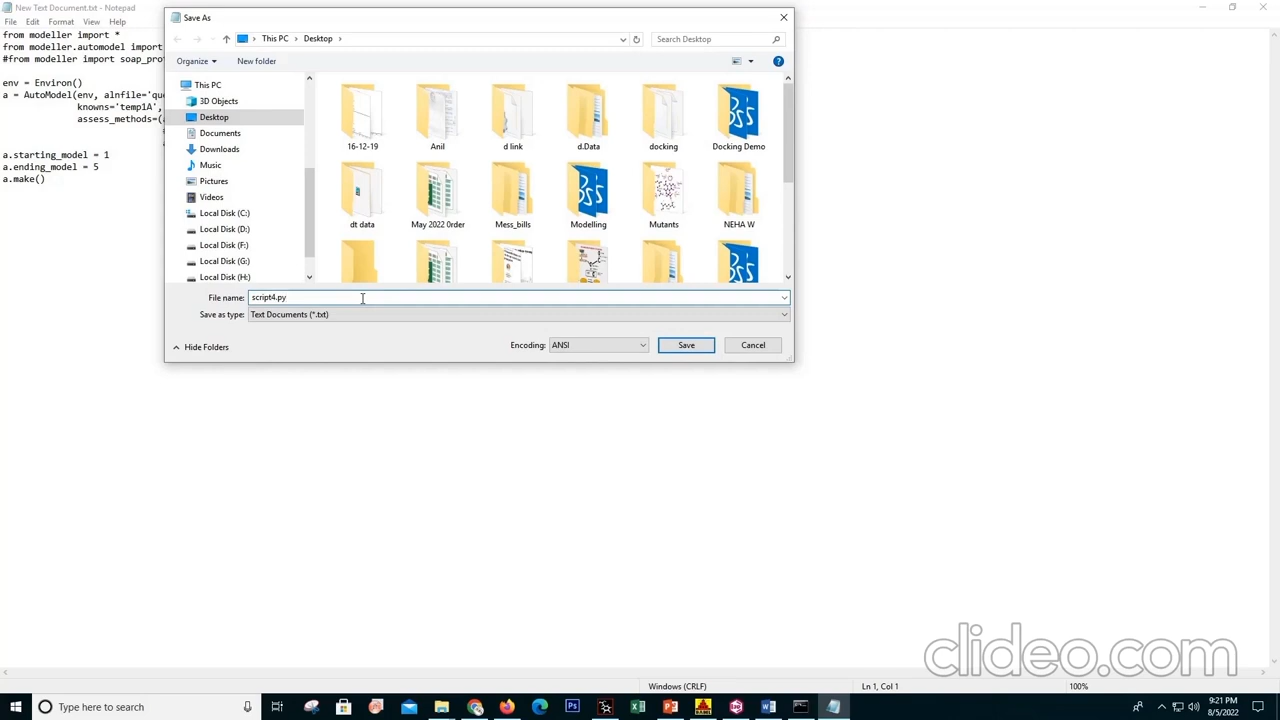 New Text Document.txt - Notepad
File Edit Format View Help
from modeller import *
from modeller.automodel import
#from modeller import soap_pro
env = Environ()
a = AutoModel(env, alnfile='que
knowns='temp1A',
assess_methods=(
a.starting_model = 1
a.ending_model = 5
a.make()
Save As
This PC > Desktop >
Search Desktop
Organize
New folder
This PC
3D Objects
Desktop
Documents
Downloads
Music
Pictures
Videos
Local Disk (C:)
Local Disk (D:)
Local Disk (F:)
Local Disk (G:)
Local Disk (H:)
16-12-19 Anil d link d.Data docking Docking Demo
dt data May 2022 0rder Mess_bills Modelling Mutants NEHA W
File name: script4.py
Save as type: Text Documents (*.txt)
Hide Folders
Encoding: ANSI
Save
Cancel
clideo.com
Windows (CRLF) Ln 1, Col 1 100%
Type here to search
9:21 PM
8/5/2022